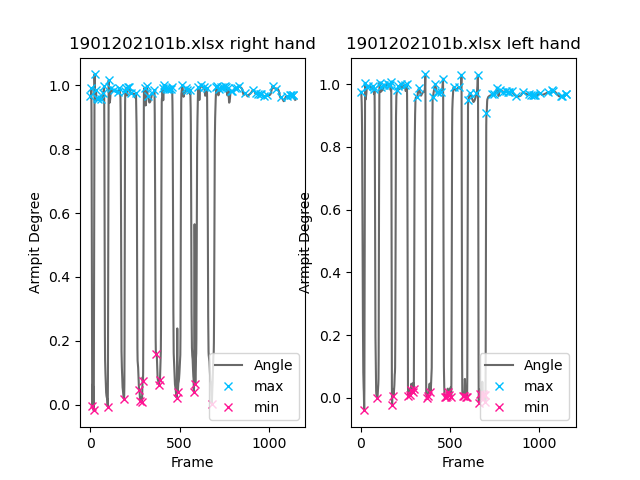 1901202101b.xlsx right hand
Armpit Degree
1.0
0.8
0.6
0.4
0.2
0.0
0
500
1000
Frame
Angle
max
min
1901202101b.xlsx left hand
Armpit Degree
1.0
0.8
0.6
0.4
0.2
0.0
0
500
1000
Frame
Angle
max
min